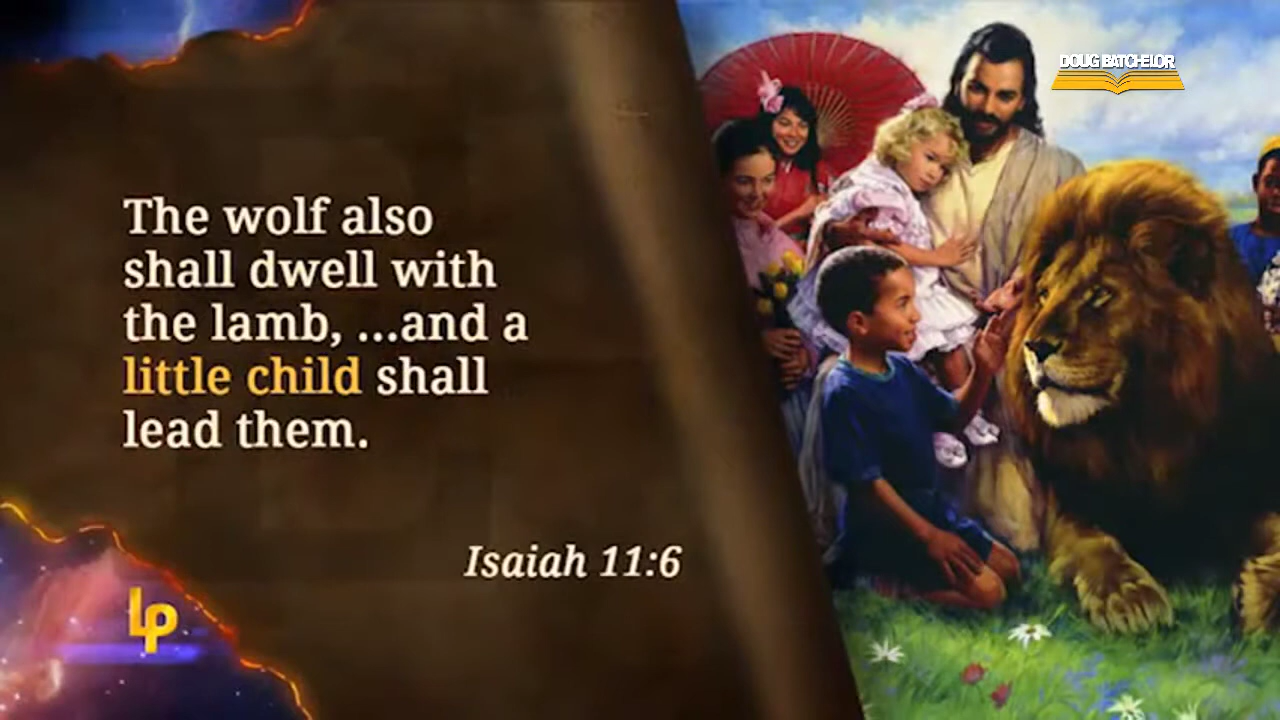 DOUG BATCHELOR
The wolf also
shall dwell with
the lamb, ...and a
little child shall
lead them.
Isaiah 11:6
Lp